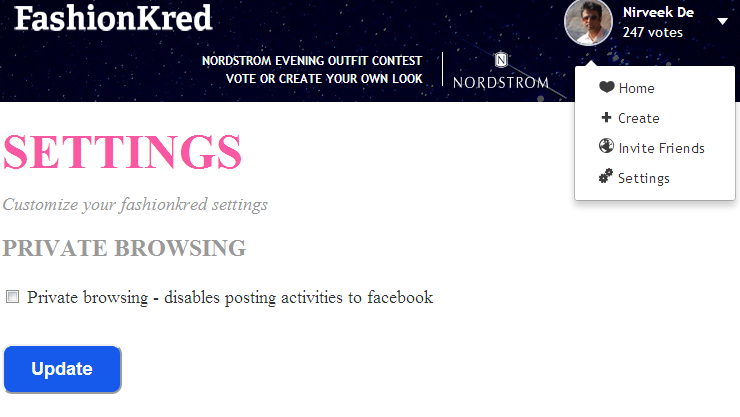 FashionKred
Nirveek De
247 votes
NORDSTROM EVENING OUTFIT CONTEST
VOTE OR CREATE YOUR OWN LOOK
N
NORDSTROM
Home
Create
Invite Friends
Settings
SETTINGS
Customize your fashionkred settings
PRIVATE BROWSING
Private browsing - disables posting activities to facebook
Update